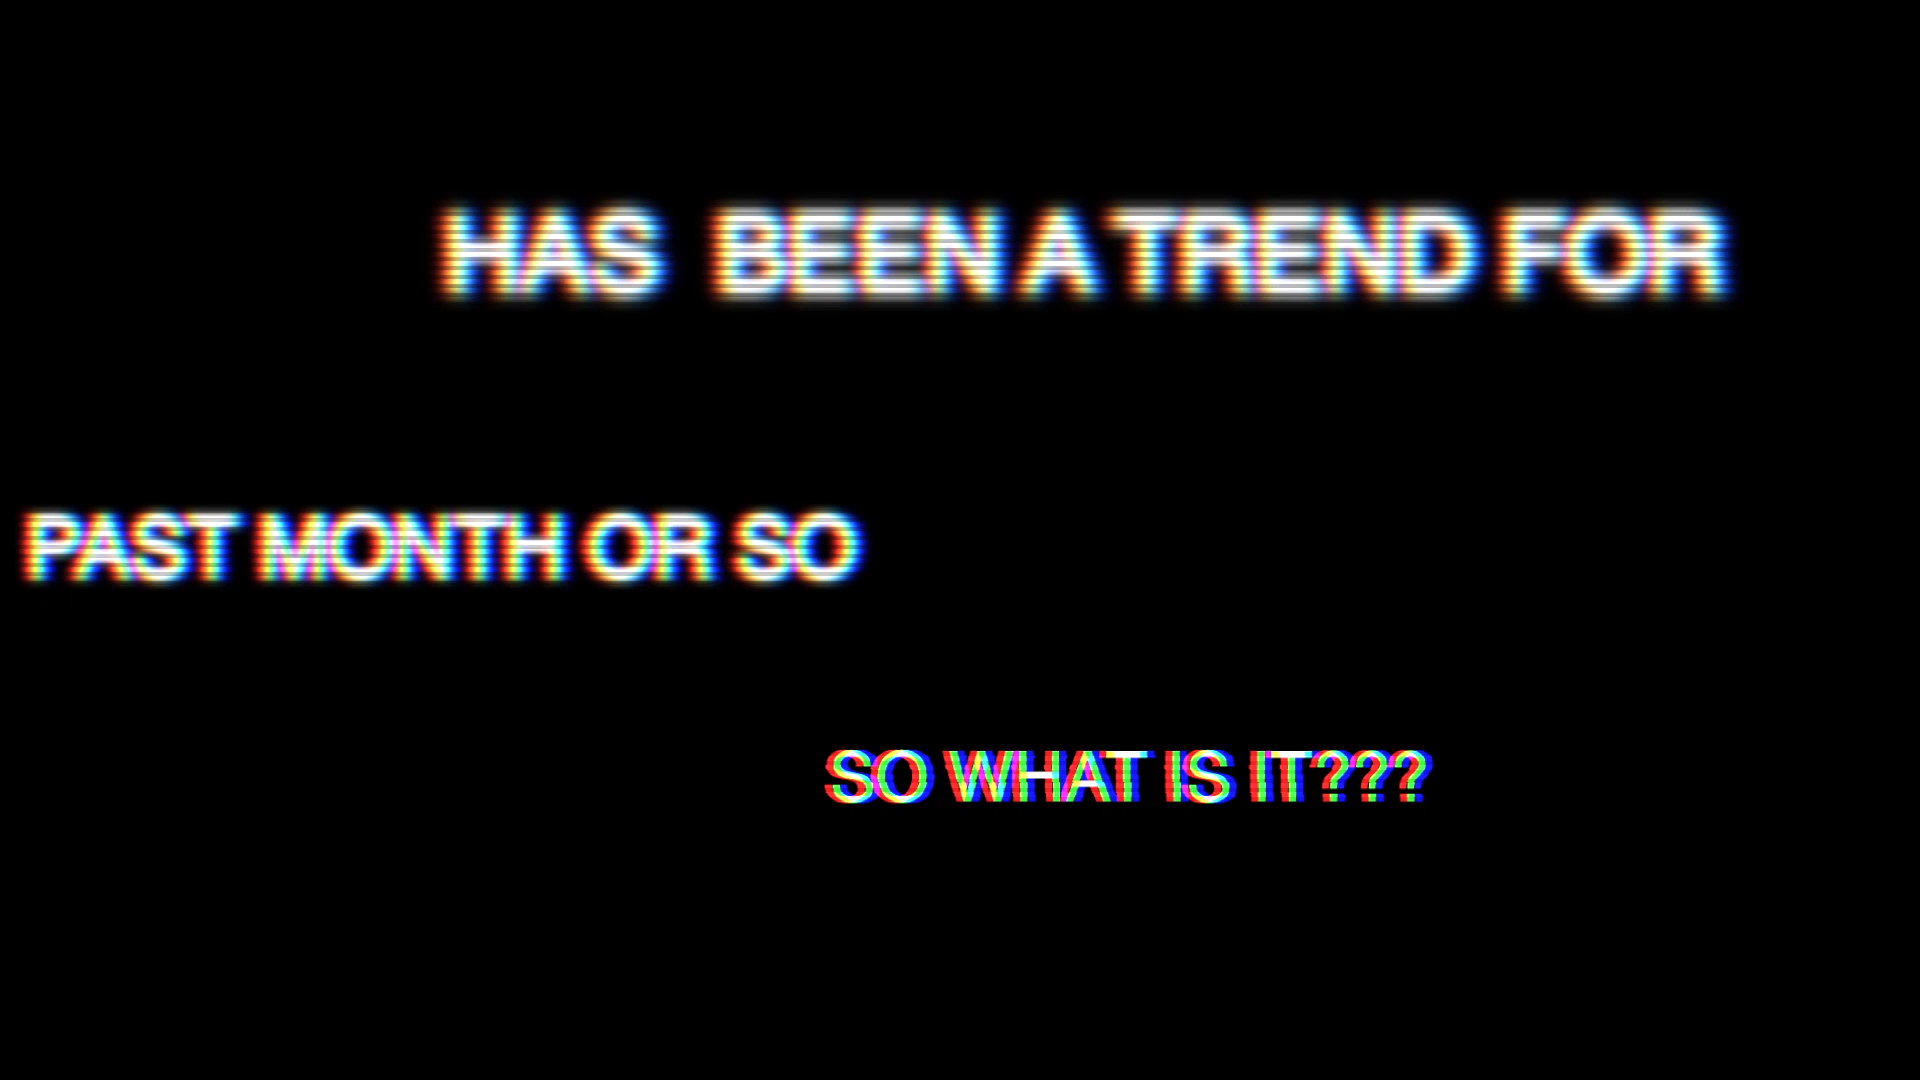 HAS BEEN A TREND FOR
PAST MONTH OR SO
SO WHAT IS IT???